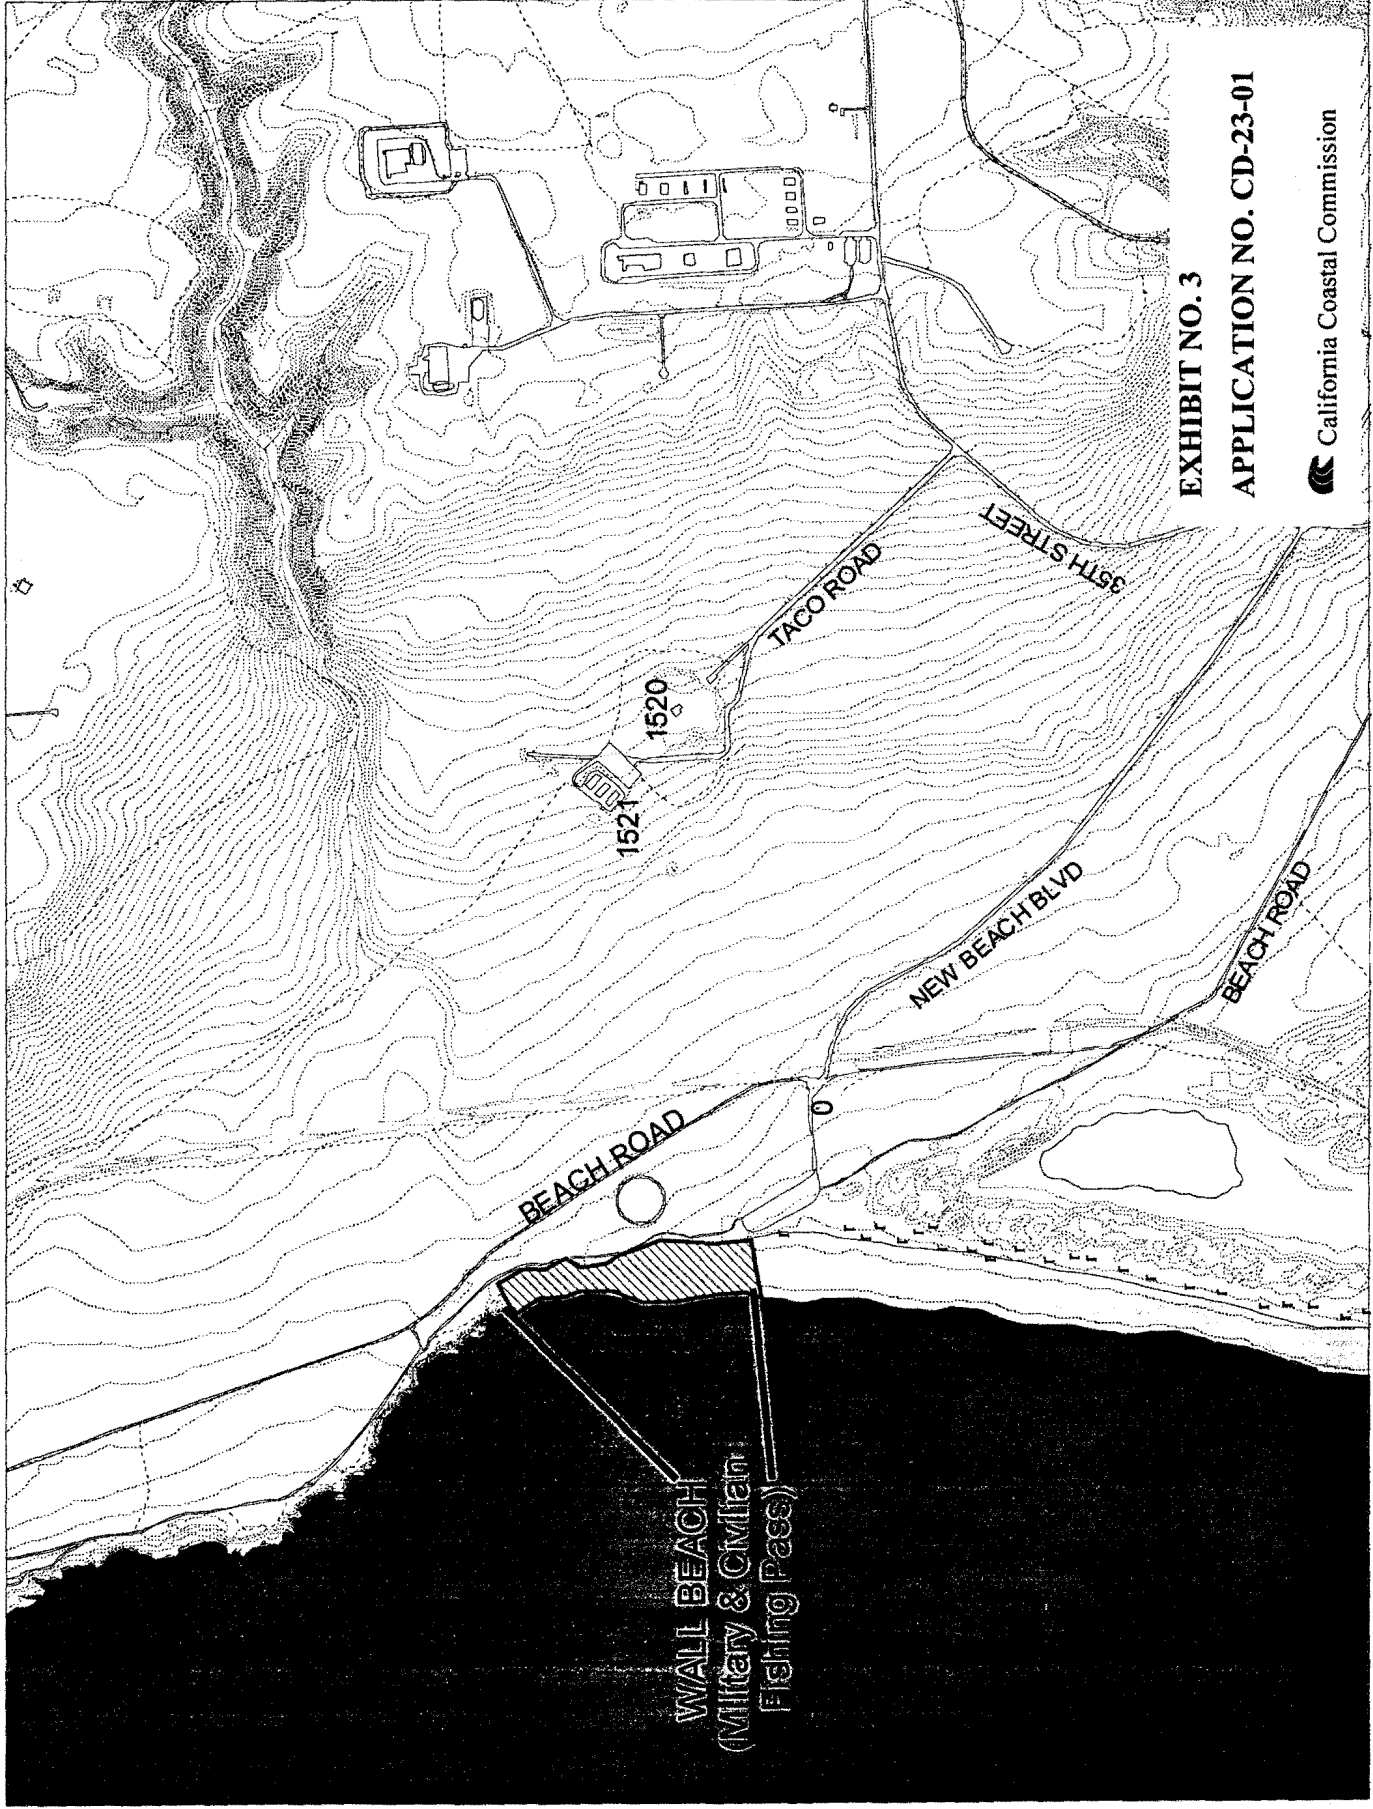 EXHIBIT NO. 3
APPLICATION NO. CD-23-01
California Coastal Commission
35TH STREET
TACO ROAD
1520
1521
NEW BEACH BLVD
BEACH ROAD
BEACH ROAD
0
WALL BEACH
(Military & Civilian
Fishing Pass)